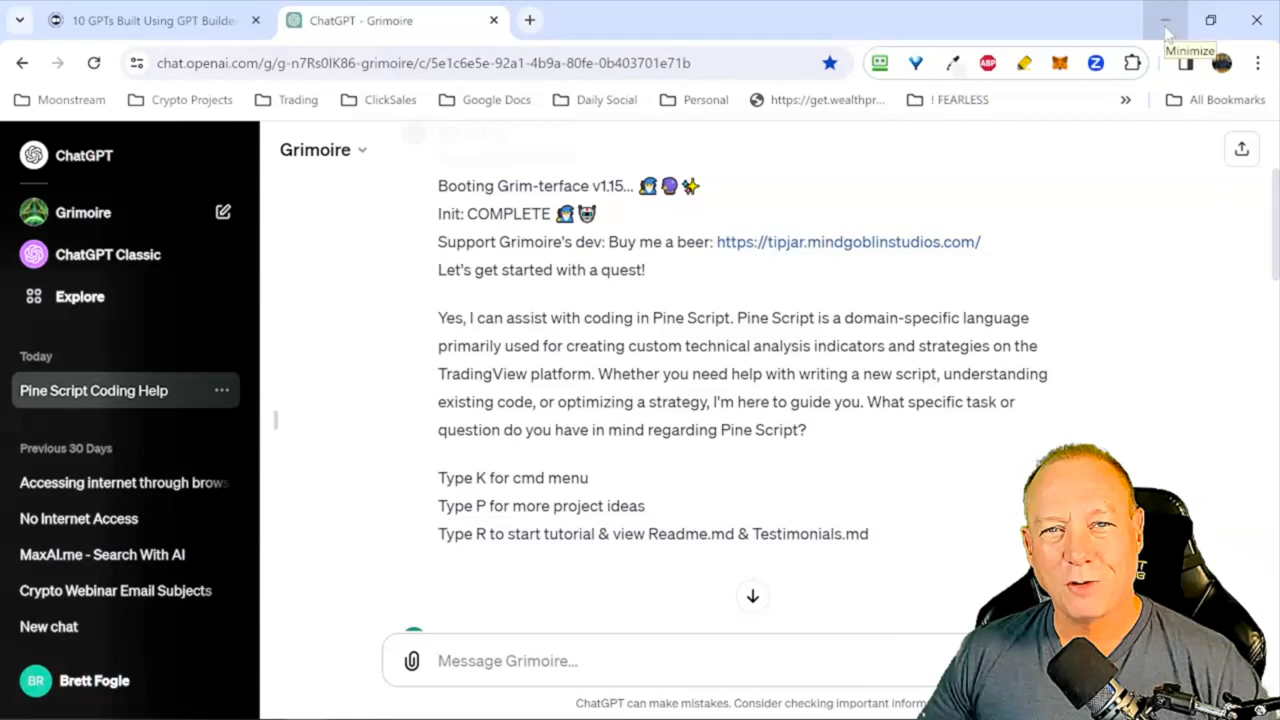 10 GPTs Built Using GPT Builder
ChatGPT - Grimoire
Minimize
chat.openai.com/g/g-n7Rs0IK86-grimoire/c/5e1c6e5e-92a1-4b9a-80fe-0b403701e71b
ABP
Moonstream
Crypto Projects
Trading
ClickSales
Google Docs
Daily Social
Personal
https://get.wealthpr...
! FEARLESS
All Bookmarks
ChatGPT
Grimoire
ChatGPT Classic
Explore
Today
Pine Script Coding Help
Previous 30 Days
Accessing internet through brows
No Internet Access
MaxAI.me - Search With AI
Crypto Webinar Email Subjects
New chat
BR
Brett Fogle
Grimoire
Booting Grim-terface v1.15... 🧙🔮✨
Init: COMPLETE 🧙🤖
Support Grimoire's dev: Buy me a beer: https://tipjar.mindgoblinstudios.com/
Let's get started with a quest!
Yes, I can assist with coding in Pine Script. Pine Script is a domain-specific language
primarily used for creating custom technical analysis indicators and strategies on the
TradingView platform. Whether you need help with writing a new script, understanding
existing code, or optimizing a strategy, I'm here to guide you. What specific task or
question do you have in mind regarding Pine Script?
Type K for cmd menu
Type P for more project ideas
Type R to start tutorial & view Readme.md & Testimonials.md
Message Grimoire...
ChatGPT can make mistakes. Consider checking important inform